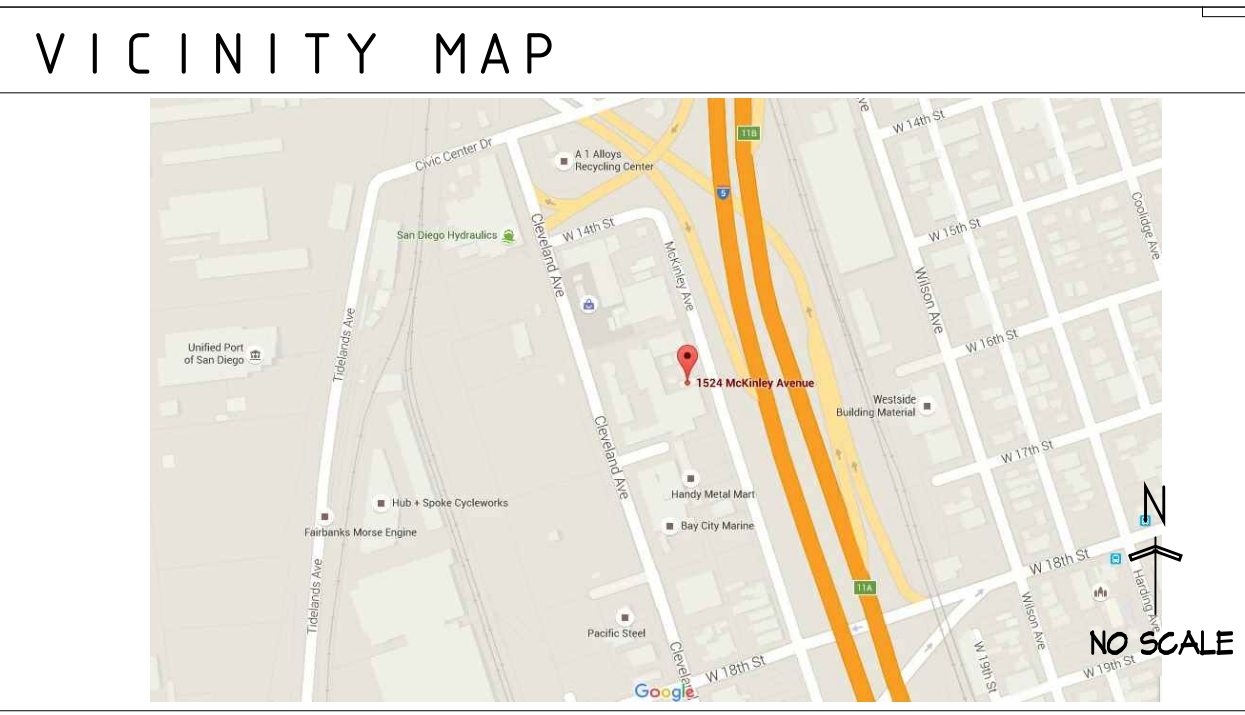 VICINITY MAP
ve
W 14th St
11B
Civic Center Dr
A 1 Alloys
Recycling Center
5
Coolidge Ave
San Diego Hydraulics
Cleveland Ave
W 14th St
McKinley Ave
W 15th St
Wilson Ave
Tidelands Ave
Unified Port
of San Diego
W 16th St
1524 McKinley Avenue
Westside
Building Material
Cleveland Ave
W 17th St
Handy Metal Mart
Hub + Spoke Cycleworks
Fairbanks Morse Engine
Bay City Marine
N
W 18th St
Tidelands Ave
11A
Harding Ave
Wilson Ave
Pacific Steel
NO SCALE
Clevela
W 18th St
W 19th St
W 19th St
Google